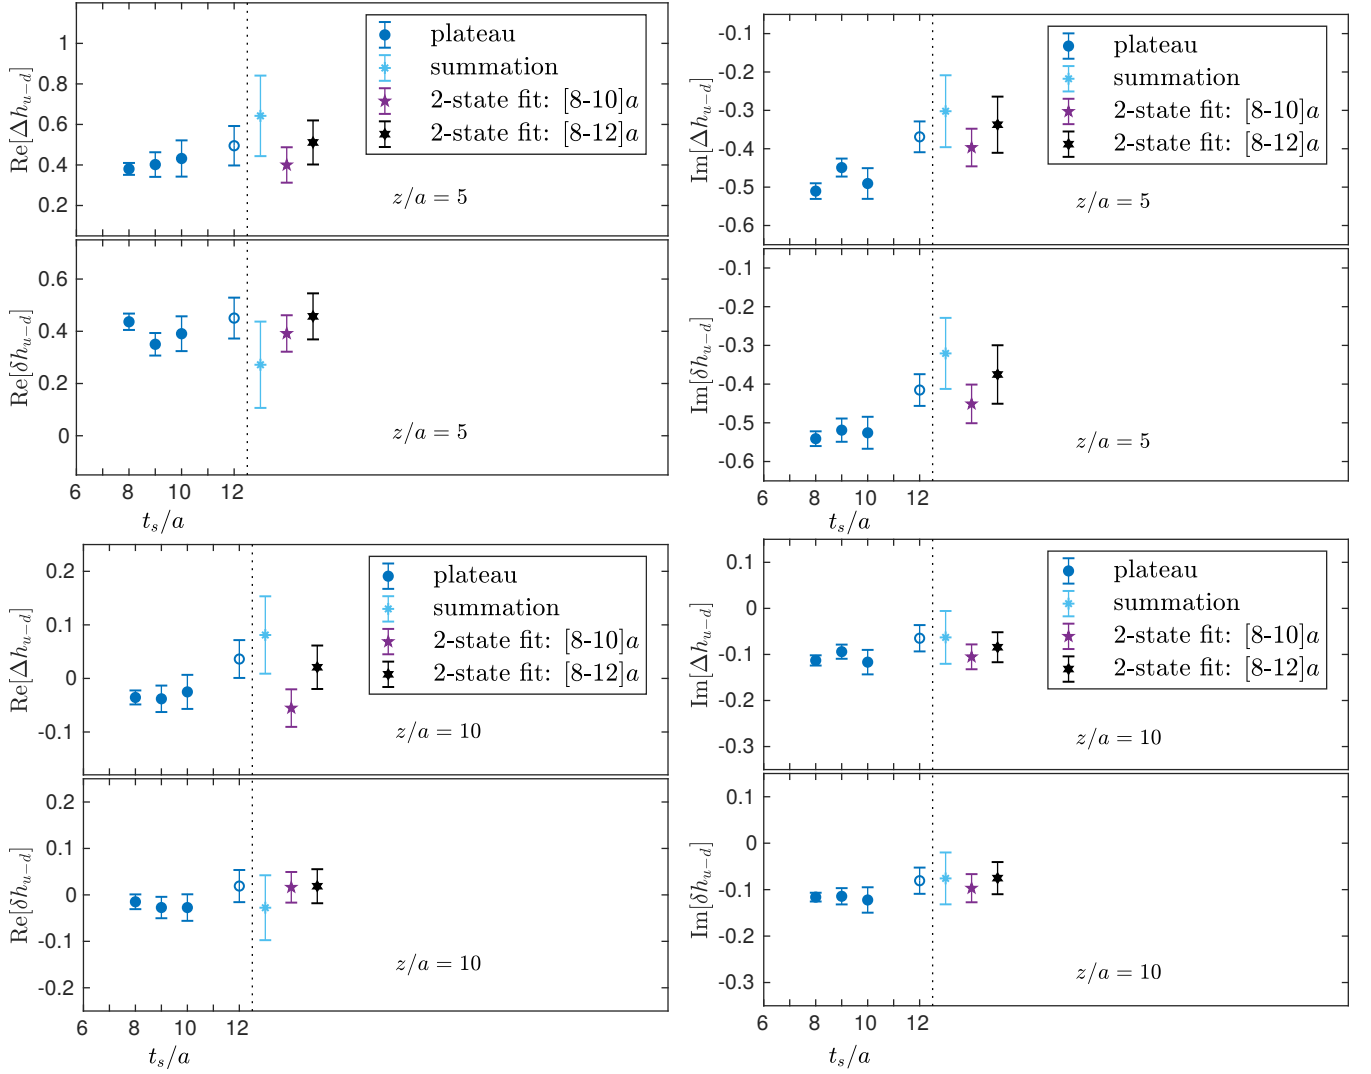 Re[Δh_{u−d}]
1
0.8
0.6
0.4
0.2
plateau
summation
2-state fit: [8-10]a
2-state fit: [8-12]a
z/a = 5
Re[δh_{u−d}]
0.6
0.4
0.2
0
z/a = 5
6 8 10 12
t_s/a
Im[Δh_{u−d}]
-0.1
-0.2
-0.3
-0.4
-0.5
-0.6
plateau
summation
2-state fit: [8-10]a
2-state fit: [8-12]a
z/a = 5
Im[δh_{u−d}]
-0.1
-0.2
-0.3
-0.4
-0.5
-0.6
z/a = 5
6 8 10 12
t_s/a
Re[Δh_{u−d}]
0.2
0.1
0
-0.1
plateau
summation
2-state fit: [8-10]a
2-state fit: [8-12]a
z/a = 10
Re[δh_{u−d}]
0.2
0.1
0
-0.1
-0.2
z/a = 10
6 8 10 12
t_s/a
Im[Δh_{u−d}]
0.1
0
-0.1
-0.2
-0.3
plateau
summation
2-state fit: [8-10]a
2-state fit: [8-12]a
z/a = 10
Im[δh_{u−d}]
0.1
0
-0.1
-0.2
-0.3
z/a = 10
6 8 10 12
t_s/a